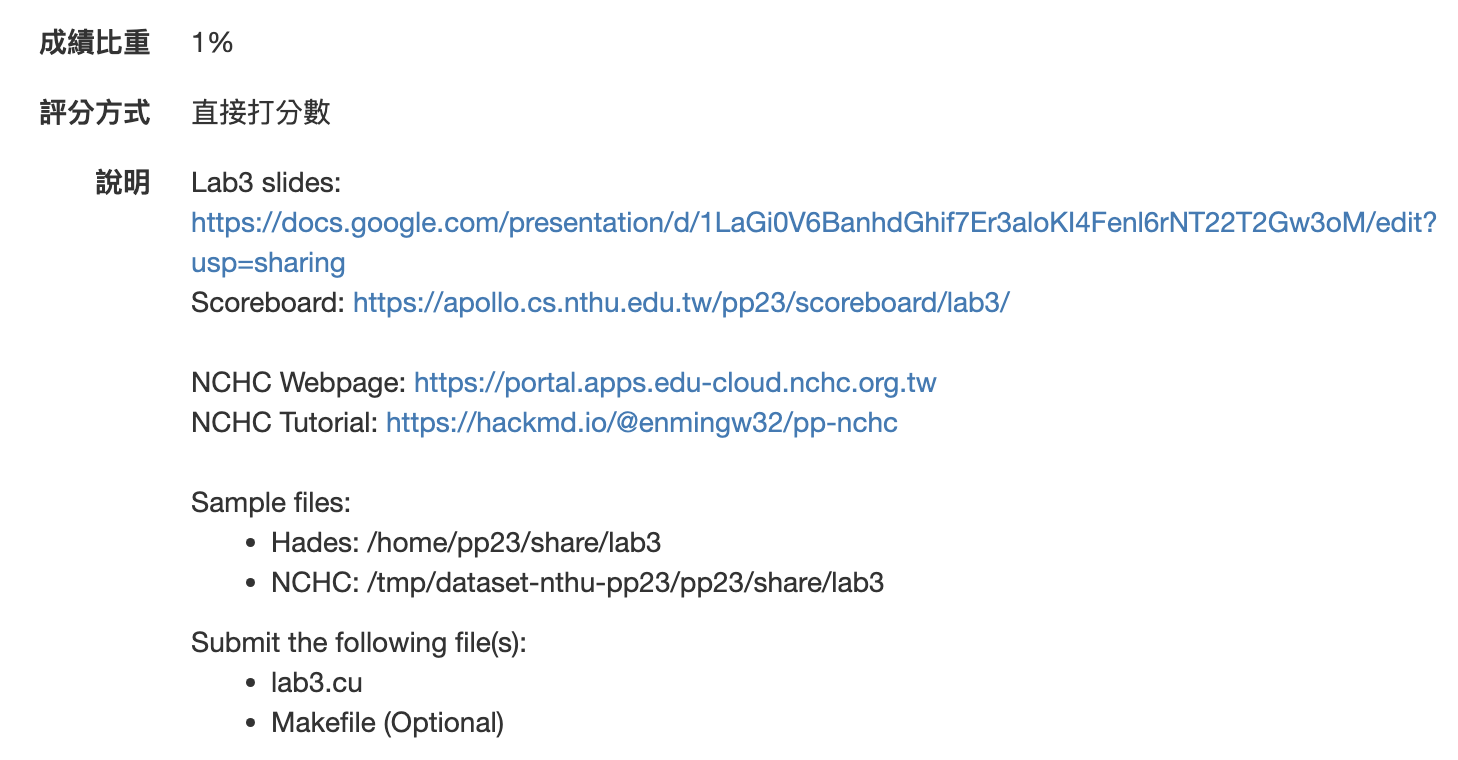 成績比重 1%
評分方式 直接打分數
說明 Lab3 slides:
https://docs.google.com/presentation/d/1LaGi0V6BanhdGhif7Er3aloKI4FenI6rNT22T2Gw3oM/edit?
usp=sharing
Scoreboard: https://apollo.cs.nthu.edu.tw/pp23/scoreboard/lab3/
NCHC Webpage: https://portal.apps.edu-cloud.nchc.org.tw
NCHC Tutorial: https://hackmd.io/@enmingw32/pp-nchc
Sample files:
• Hades: /home/pp23/share/lab3
• NCHC: /tmp/dataset-nthu-pp23/pp23/share/lab3
Submit the following file(s):
• lab3.cu
• Makefile (Optional)